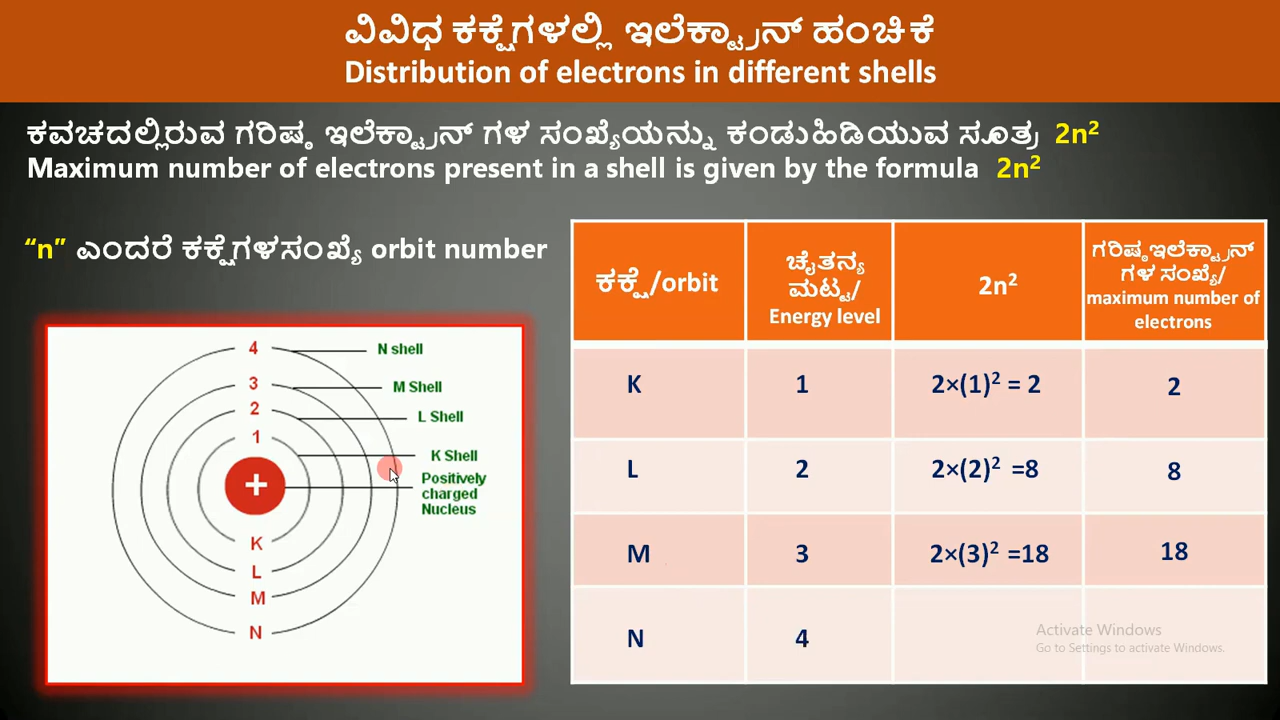 ವಿವಿಧ ಕಕ್ಷೆಗಳಲ್ಲಿ ಇಲೆಕ್ಟ್ರಾನ್ ಹಂಚಿಕೆ
Distribution of electrons in different shells
ಕವಚದಲ್ಲಿರುವ ಗರಿಷ್ಠ ಇಲೆಕ್ಟ್ರಾನ್ ಗಳ ಸಂಖ್ಯೆಯನ್ನು ಕಂಡುಹಿಡಿಯುವ ಸೂತ್ರ 2n²
Maximum number of electrons present in a shell is given by the formula 2n²
“n” ಎಂದರೆ ಕಕ್ಷೆಗಳಸಂಖ್ಯೆ orbit number
4 N shell
3 M Shell
2 L Shell
1 K Shell
+
Positively
charged
Nucleus
K
L
M
N
ಕಕ್ಷೆ/orbit
ಚೈತನ್ಯ
ಮಟ್ಟ/
Energy level
2n²
ಗರಿಷ್ಠಇಲೆಕ್ಟ್ರಾನ್
ಗಳ ಸಂಖ್ಯೆ/
maximum number of
electrons
K 1 2×(1)² = 2 2
L 2 2×(2)² =8 8
M 3 2×(3)² =18 18
N 4
Activate Windows
Go to Settings to activate Windows.